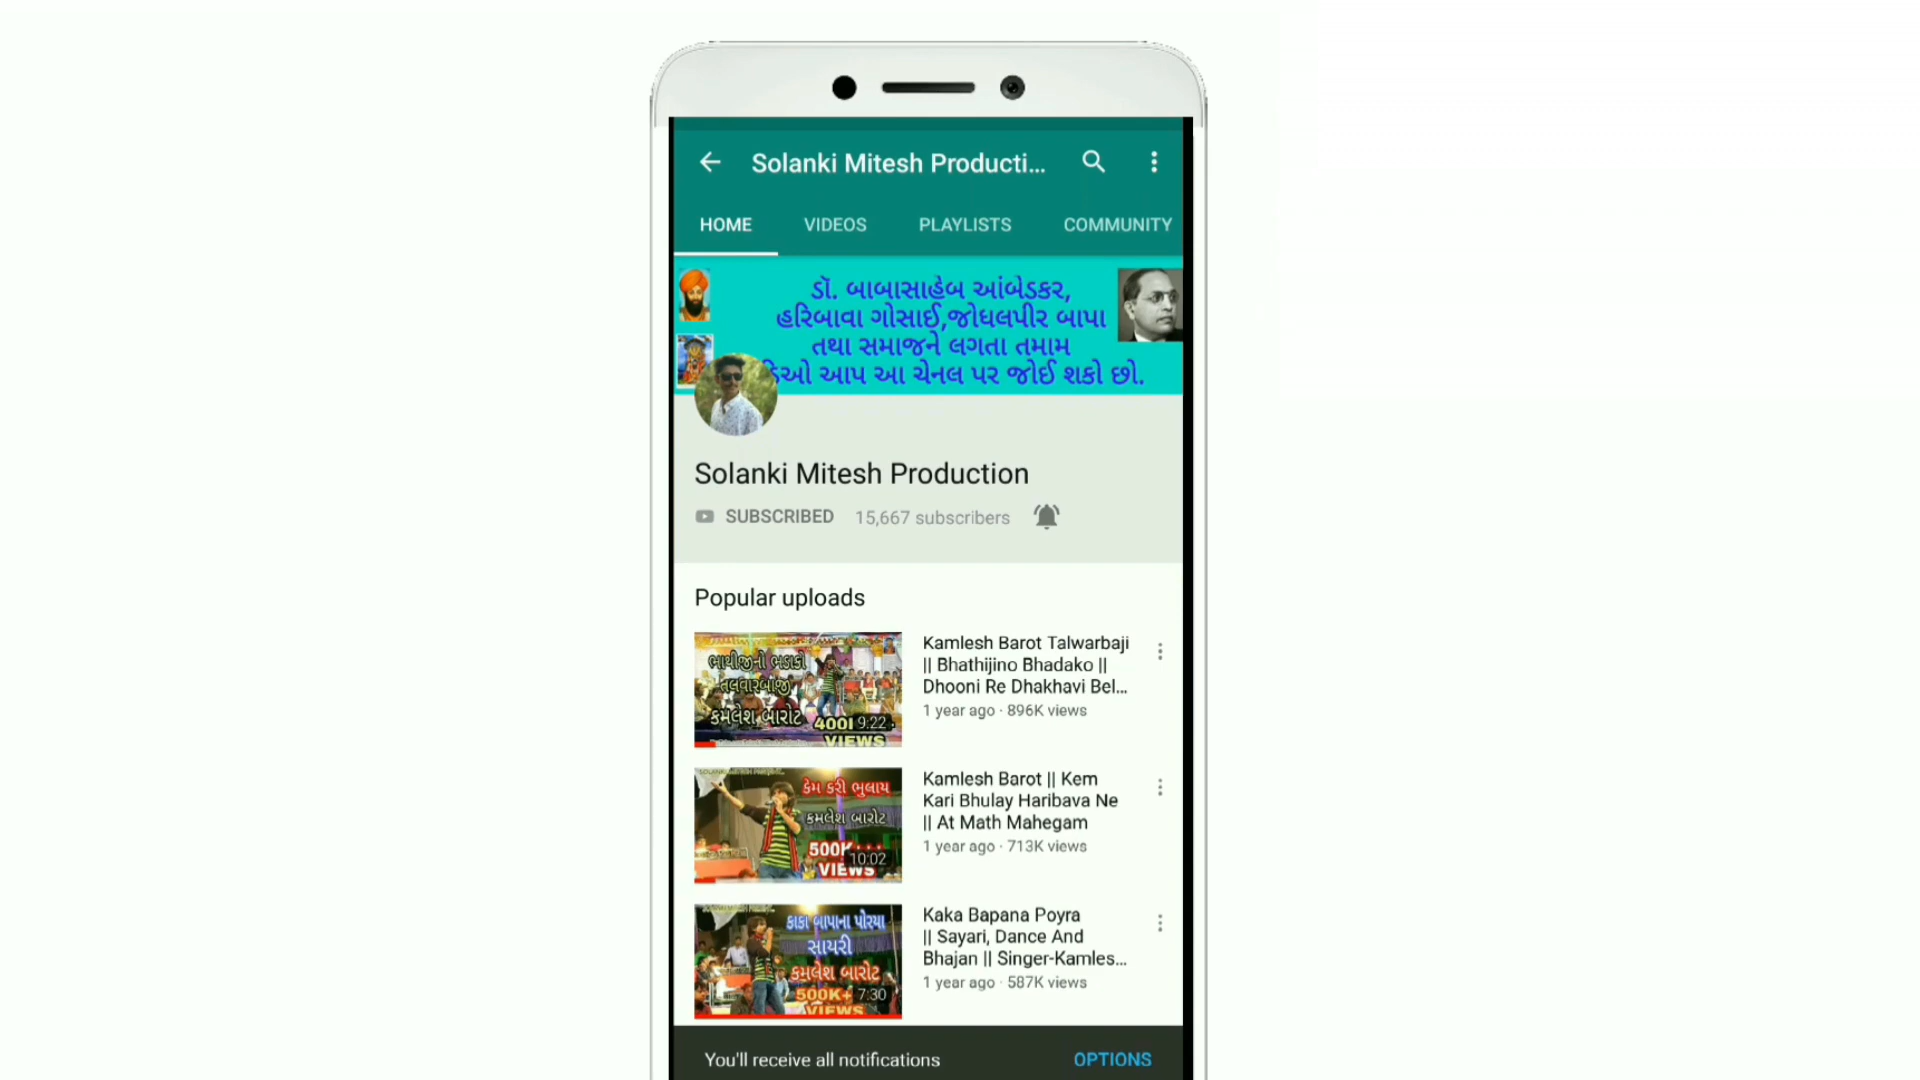 Solanki Mitesh Producti...
HOME VIDEOS PLAYLISTS COMMUNITY
ડૉ. બાબાસાહેબ આંબેડકર,
હરિબાવા ગોસાઈ,જોધલપીર બાપા
તથા સમાજને લગતા તમામ
આપ આ ચેનલ પર જોઈ શકો છો.
Solanki Mitesh Production
SUBSCRIBED 15,667 subscribers
Popular uploads
ભાથીજીનો ભડાકો
તલવારબાજી
કમલેશ બારોટ
9:22
VIEWS
Kamlesh Barot Talwarbaji
|| Bhathijino Bhadako ||
Dhooni Re Dhakhavi Bel...
1 year ago · 896K views
કેમ કરી ભુલાય
કમલેશ બારોટ
500K
10:02
VIEWS
Kamlesh Barot || Kem
Kari Bhulay Haribava Ne
|| At Math Mahegam
1 year ago · 713K views
કાકા બાપાના પોરયા
સાયરી
કમલેશ બારોટ
500K+ 7:30
VIEWS
Kaka Bapana Poyra
|| Sayari, Dance And
Bhajan || Singer-Kamles...
1 year ago · 587K views
You'll receive all notifications OPTIONS